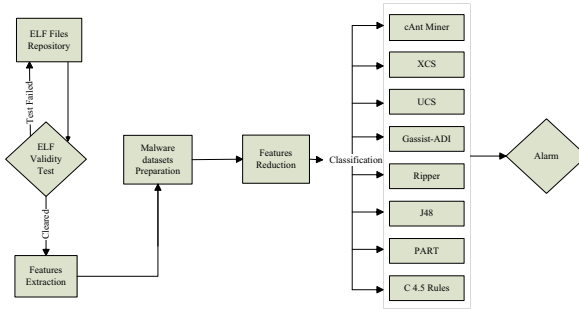 ELF Files
Repository
Test Failed
ELF
Validity
Test
Cleared
Features
Extraction
Malware
datasets
Preparation
Features
Reduction
Classification
cAnt Miner
XCS
UCS
Gassist-ADI
Ripper
J48
PART
C 4.5 Rules
Alarm